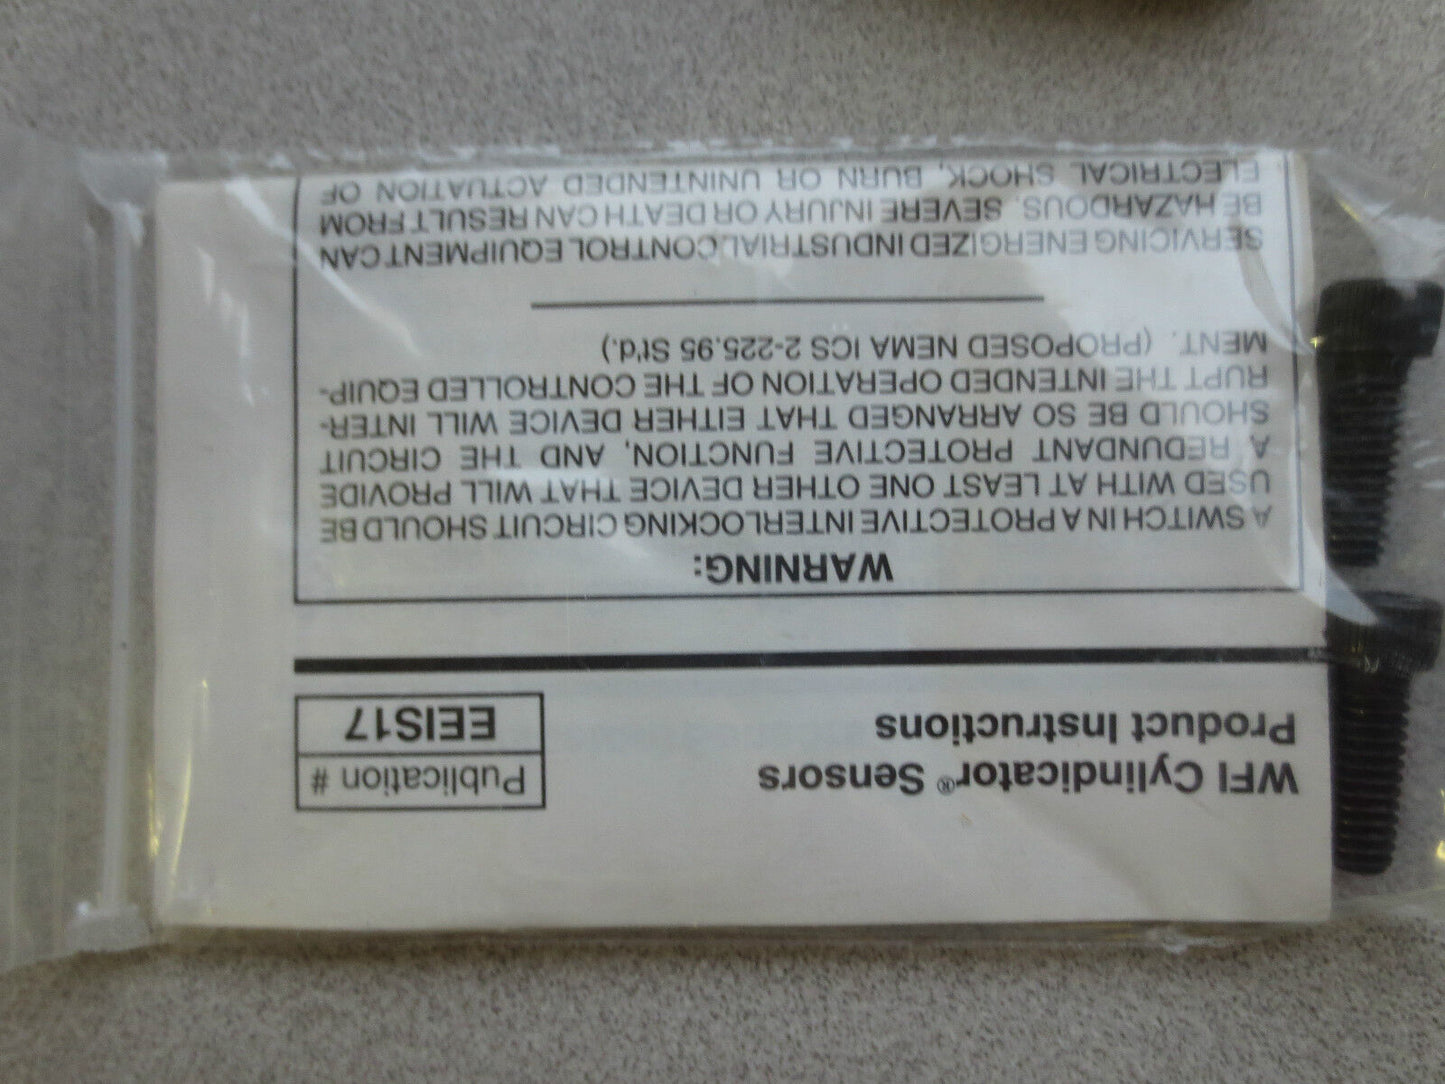 WFI Cylindicator® Sensors
Product Instructions
Publication #
EEIS17
WARNING:
A SWITCH IN A PROTECTIVE INTERLOCKING CIRCUIT SHOULD BE
USED WITH AT LEAST ONE OTHER DEVICE THAT WILL PROVIDE
A REDUNDANT PROTECTIVE FUNCTION, AND THE CIRCUIT
SHOULD BE SO ARRANGED THAT EITHER DEVICE WILL INTER-
RUPT THE INTENDED OPERATION OF THE CONTROLLED EQUIP-
MENT. (PROPOSED NEMA ICS 2-225.95 St'd.)
SERVICING ENERGIZED INDUSTRIAL CONTROL EQUIPMENT CAN
BE HAZARDOUS. SEVERE INJURY OR DEATH CAN RESULT FROM
ELECTRICAL SHOCK, BURN OR UNINTENDED ACTUATION OF